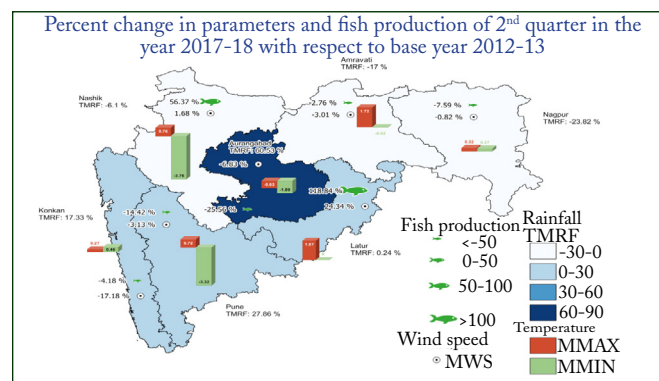 Percent change in parameters and fish production of 2nd quarter in the
year 2017-18 with respect to base year 2012-13
Amravati
TMRF: -17 %
Nashik
TMRF: -6.1 %
56.37 %
1.68 %
-2.76 %
-3.01 %
-7.59 %
-0.82 %
Nagpur
TMRF: -23.82 %
Aurangabad
TMRF: 60.53 %
-6.83 %
118.84 %
24.34 %
-25.56 %
-14.42 %
-3.13 %
Konkan
TMRF: 17.33 %
-4.18 %
-17.18 %
Latur
TMRF: 0.24 %
Pune
TMRF: 27.86 %
Fish production
<-50
0-50
50-100
>100
Wind speed
MWS
Rainfall
TMRF
-30-0
0-30
30-60
60-90
Temperature
MMAX
MMIN